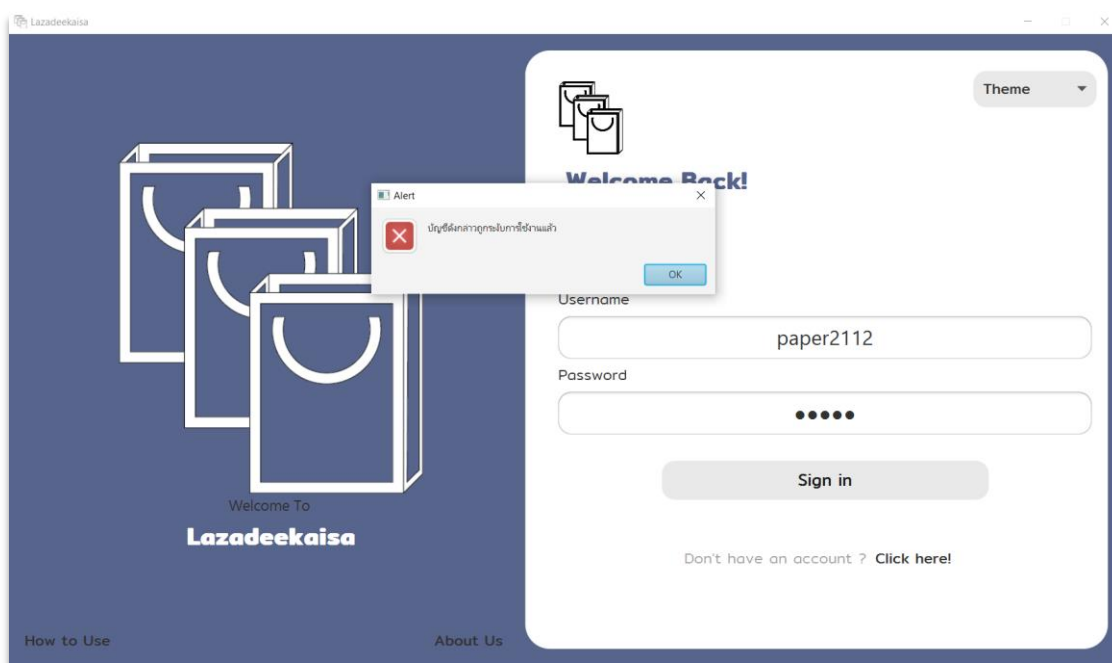 Lazadeekaisa
Theme
Welcome Back!
Alert
บัญชีดังกล่าวถูกระงับการใช้งานแล้ว
OK
Username
paper2112
Password
•••••
Sign in
Welcome To
Lazadeekaisa
Don't have an account ? Click here!
How to Use
About Us